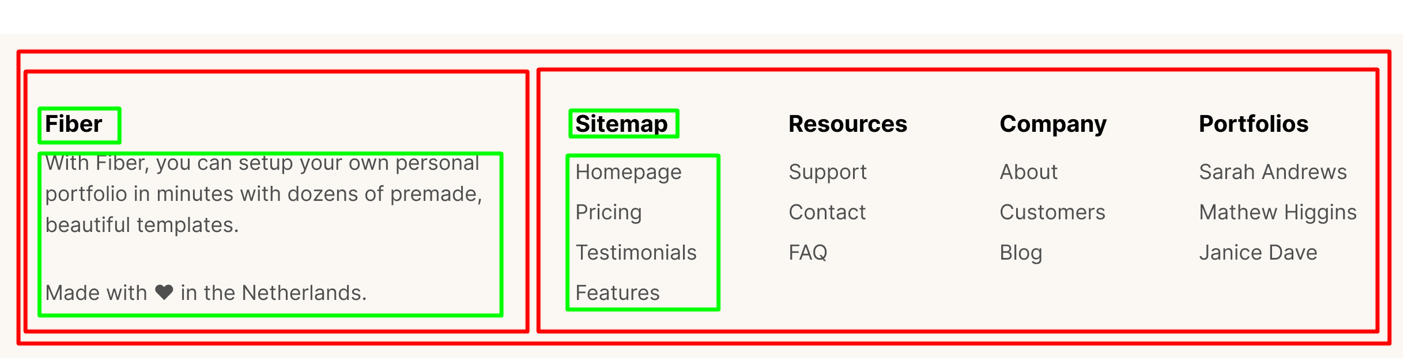 Fiber
With Fiber, you can setup your own personal
portfolio in minutes with dozens of premade,
beautiful templates.
Made with ♥ in the Netherlands.
Sitemap
Homepage
Pricing
Testimonials
Features
Resources
Support
Contact
FAQ
Company
About
Customers
Blog
Portfolios
Sarah Andrews
Mathew Higgins
Janice Dave